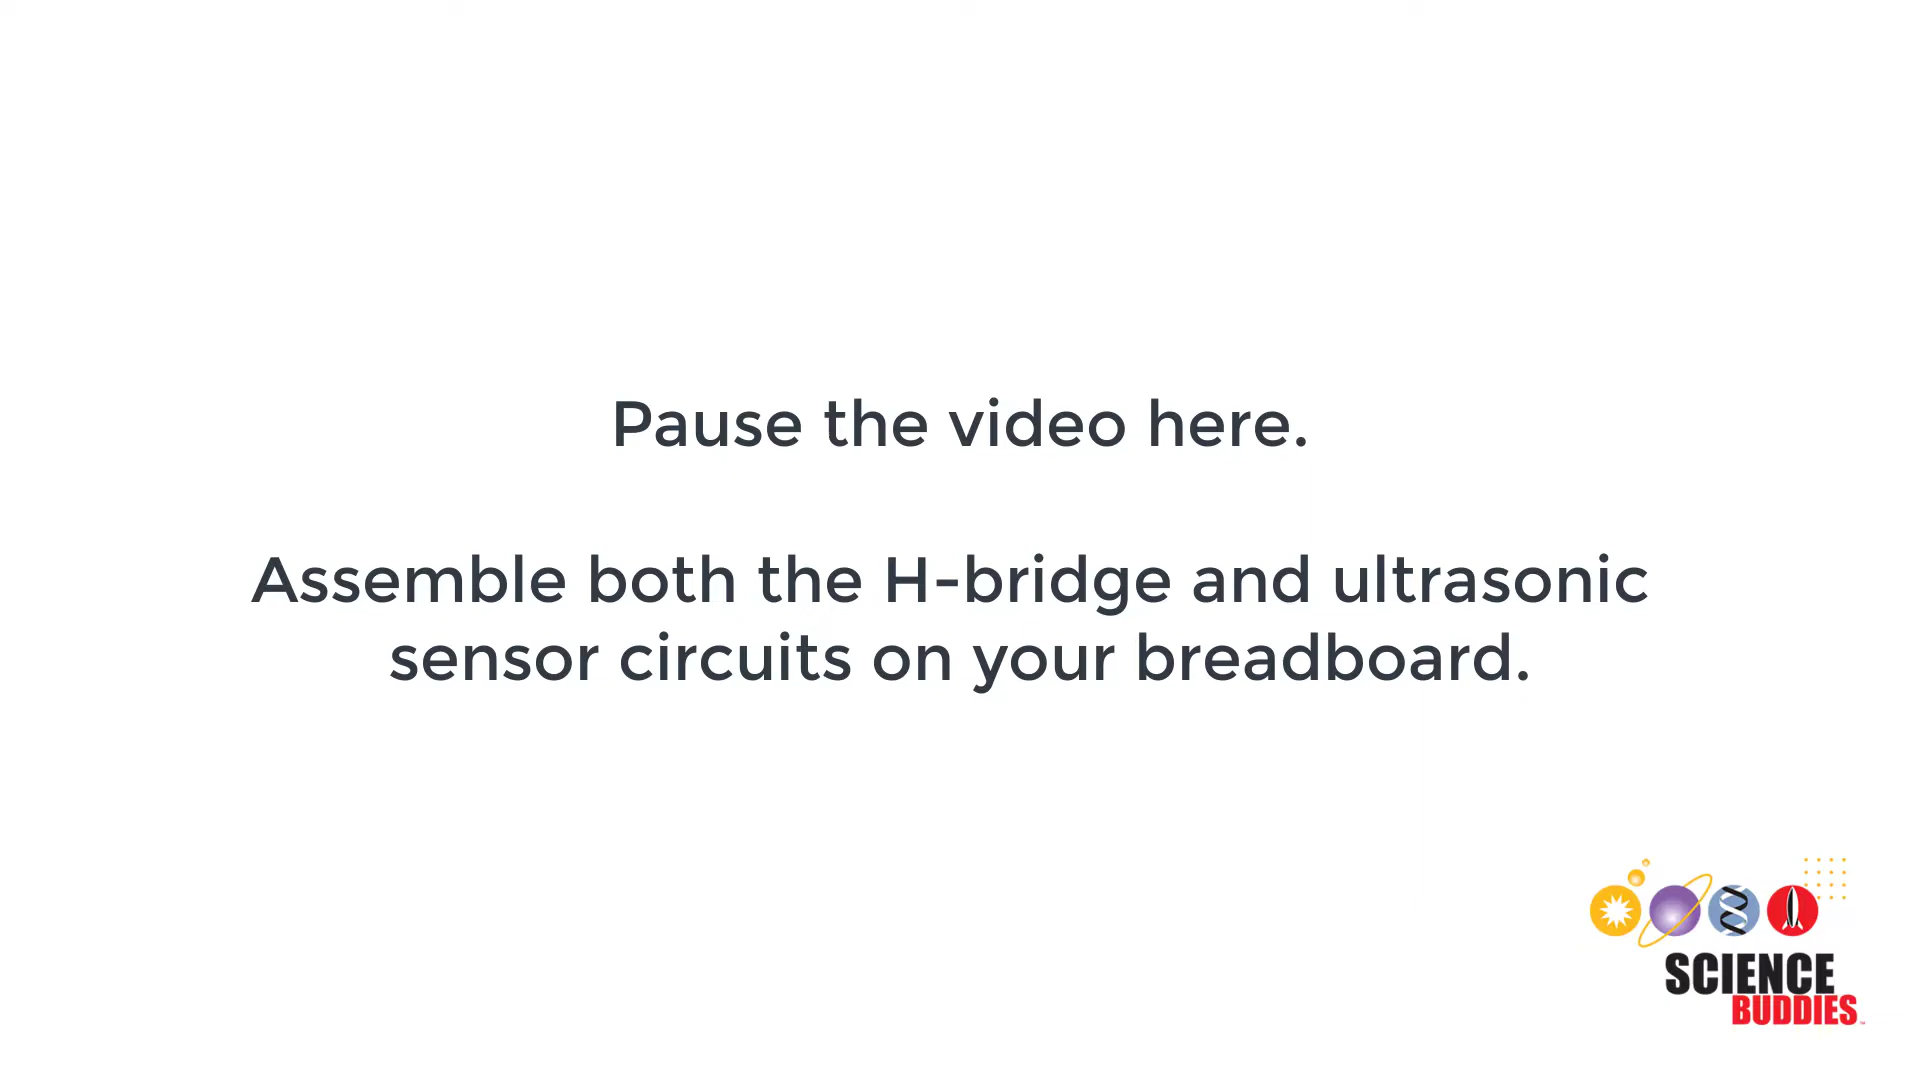 Pause the video here.
Assemble both the H-bridge and ultrasonic
sensor circuits on your breadboard.
SCIENCE
BUDDIES